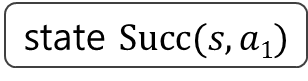 state Succ(s, a₁)